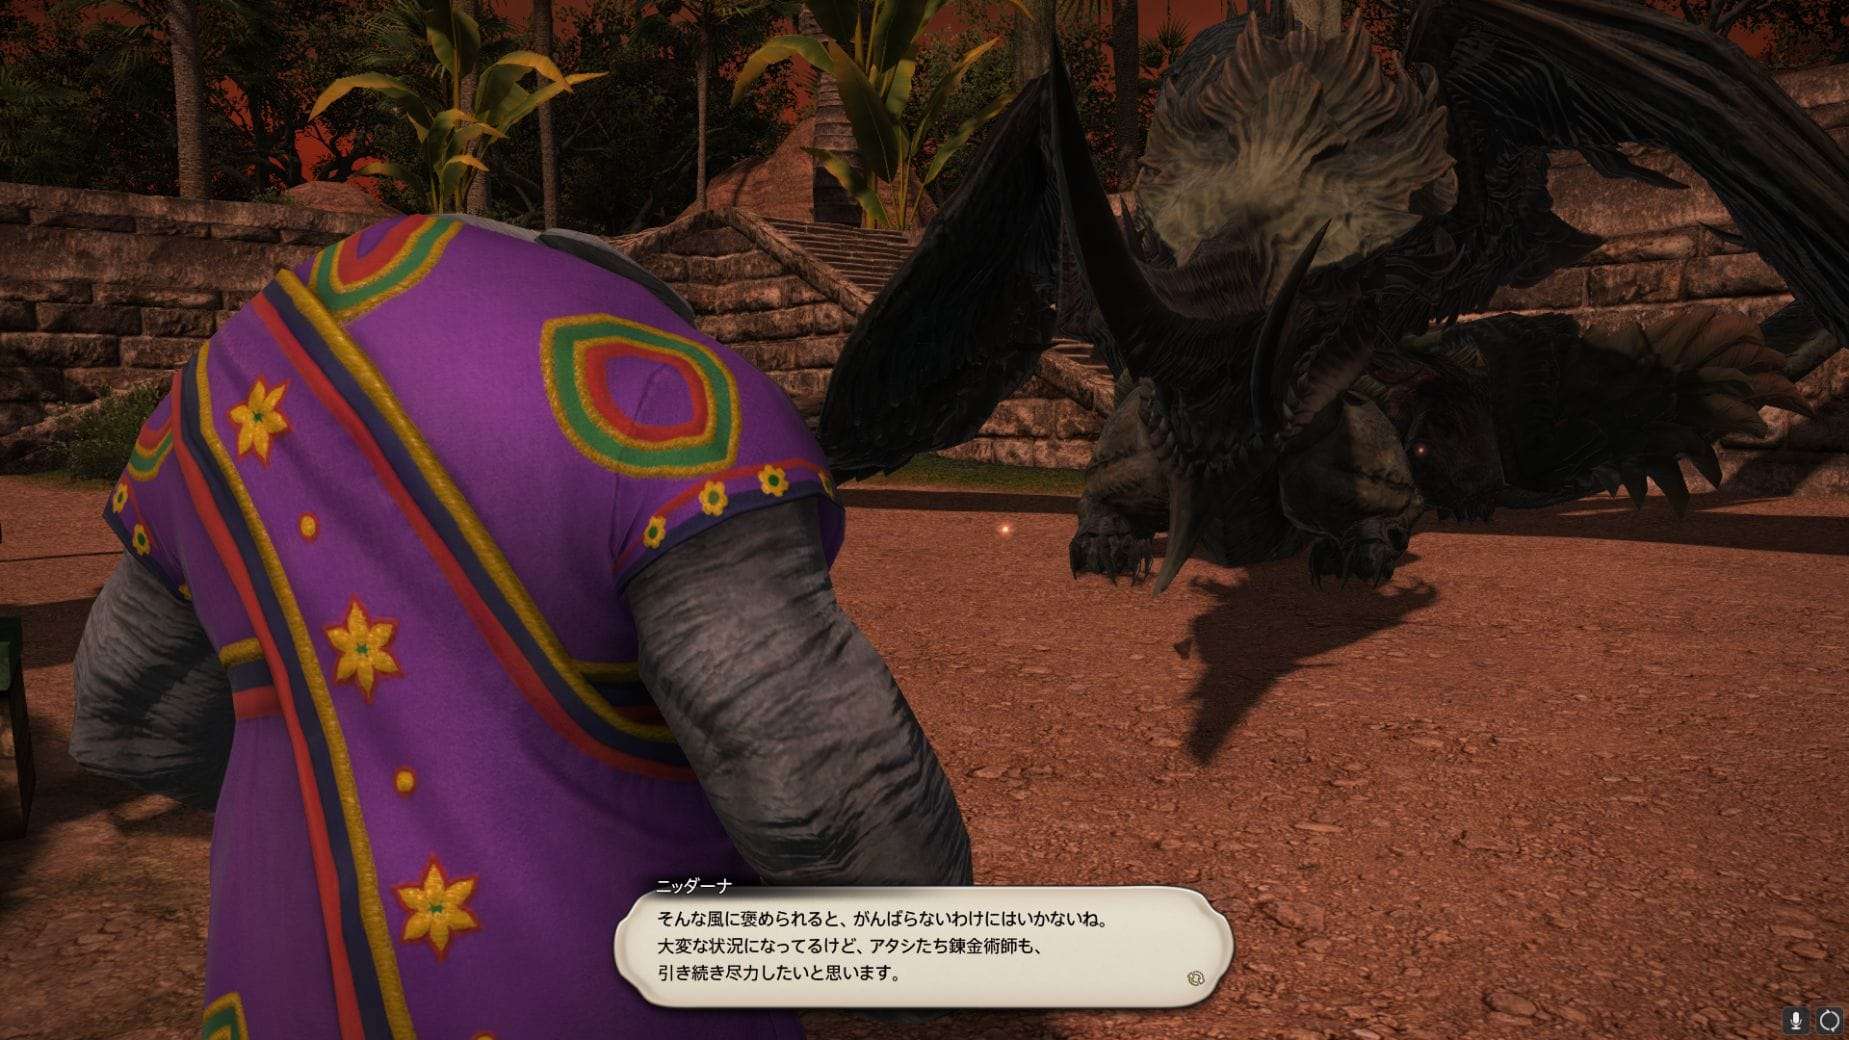 ニッダーナ
そんな風に褒められると、がんばらないわけにはいかないね。
大変な状況になってるけど、アタシたち錬金術師も、
引き続き尽力したいと思います。